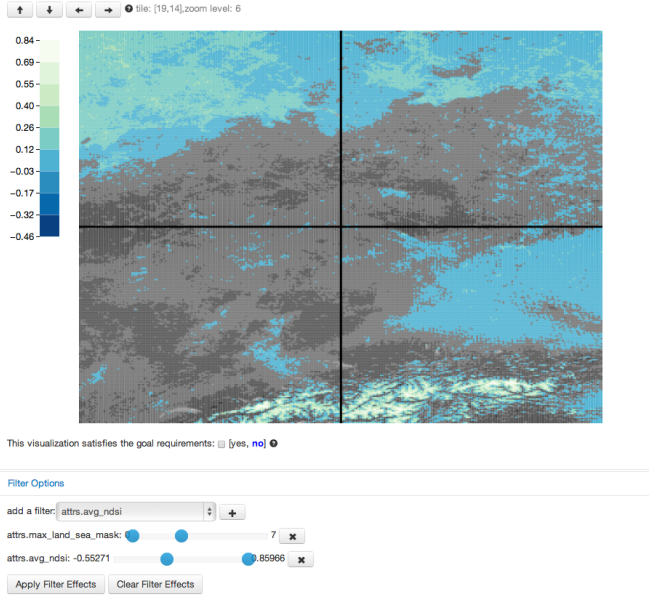 tile: [19,14],zoom level: 6
0.84
0.69
0.55
0.40
0.26
0.12
−0.03
−0.17
−0.32
−0.46
This visualization satisfies the goal requirements: [yes, no]
Filter Options
add a filter: attrs.avg_ndsi
attrs.max_land_sea_mask: 0 7
attrs.avg_ndsi: -0.55271 0.85966
Apply Filter Effects Clear Filter Effects